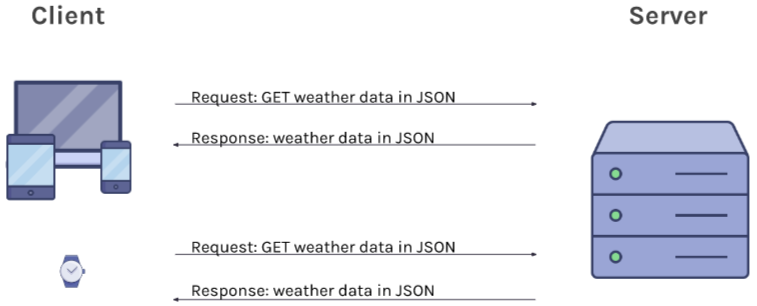 Client
Server
Request: GET weather data in JSON
Response: weather data in JSON
Request: GET weather data in JSON
Response: weather data in JSON